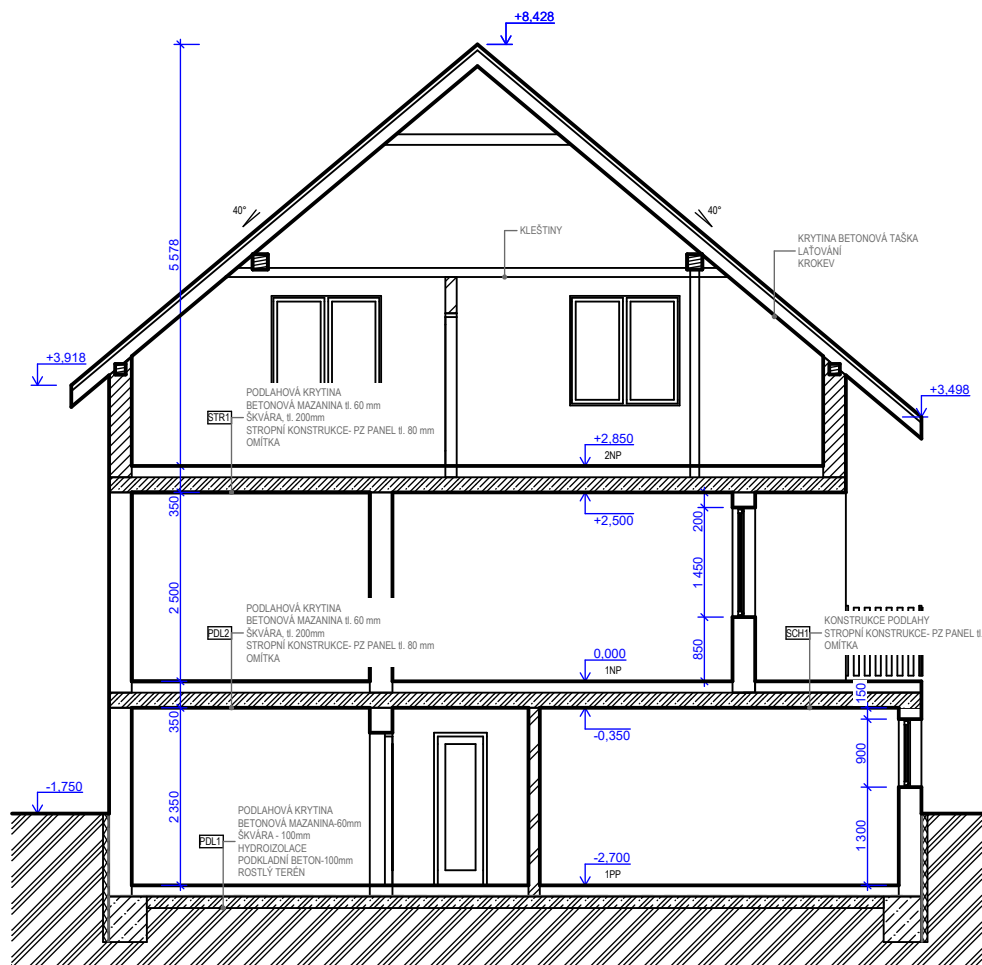 +8,428
40°
40°
5 578
KLEŠTINY
KRYTINA BETONOVÁ TAŠKA
LAŤOVÁNÍ
KROKEV
+3,918
+3,498
STR1
PODLAHOVÁ KRYTINA
BETONOVÁ MAZANINA tl. 60 mm
ŠKVÁRA, tl. 200mm
STROPNÍ KONSTRUKCE- PZ PANEL tl. 80 mm
OMÍTKA
+2,850
2NP
350
+2,500
200
1 450
2 500
850
PDL2
PODLAHOVÁ KRYTINA
BETONOVÁ MAZANINA tl. 60 mm
ŠKVÁRA, tl. 200mm
STROPNÍ KONSTRUKCE- PZ PANEL tl. 80 mm
OMÍTKA
SCH1
KONSTRUKCE PODLAHY
STROPNÍ KONSTRUKCE- PZ PANEL tl.
OMÍTKA
0,000
1NP
150
350
-0,350
900
-1,750
2 350
1 300
PDL1
PODLAHOVÁ KRYTINA
BETONOVÁ MAZANINA-60mm
ŠKVÁRA - 100mm
HYDROIZOLACE
PODKLADNÍ BETON-100mm
ROSTLÝ TERÉN
-2,700
1PP